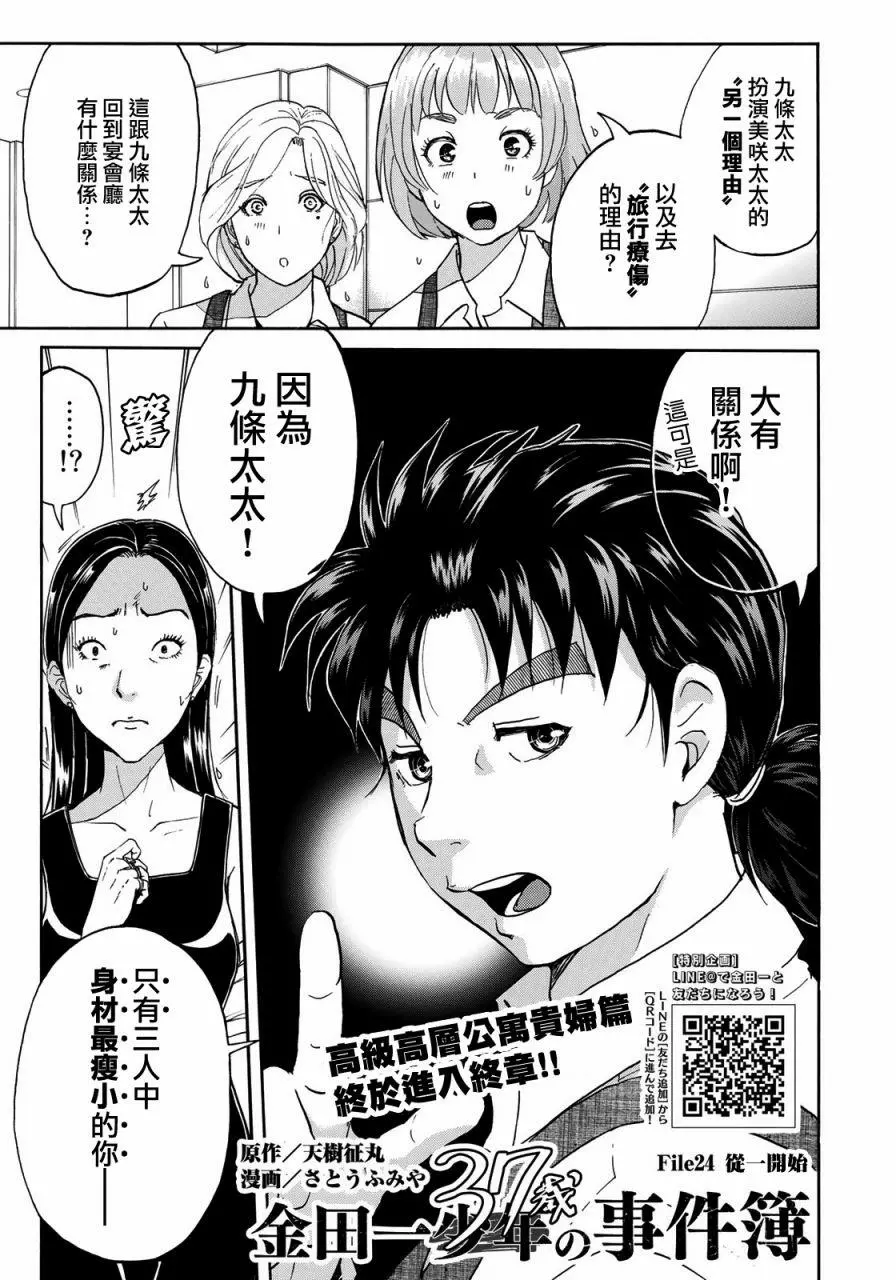 九條太太
扮演美咲太太的
〝另一個理由〞
以及去
〝旅行療傷〞
的理由？
這跟九條太太
回到宴會廳
有什麼關係…？
大有
關係啊！
這可是
因為
九條太太！
驚
……!?
只有三人中
身材最瘦小的你——
高級高層公寓貴婦篇
終於進入終章!!
【特別企画】
LINE@で金田一と
友だちになろう！
LINEの［友だち追加］から
［QRコード］に進んで追加！
File24 從一開始
原作／天樹征丸
漫画／さとうふみや
金田一少年の事件簿
37歳